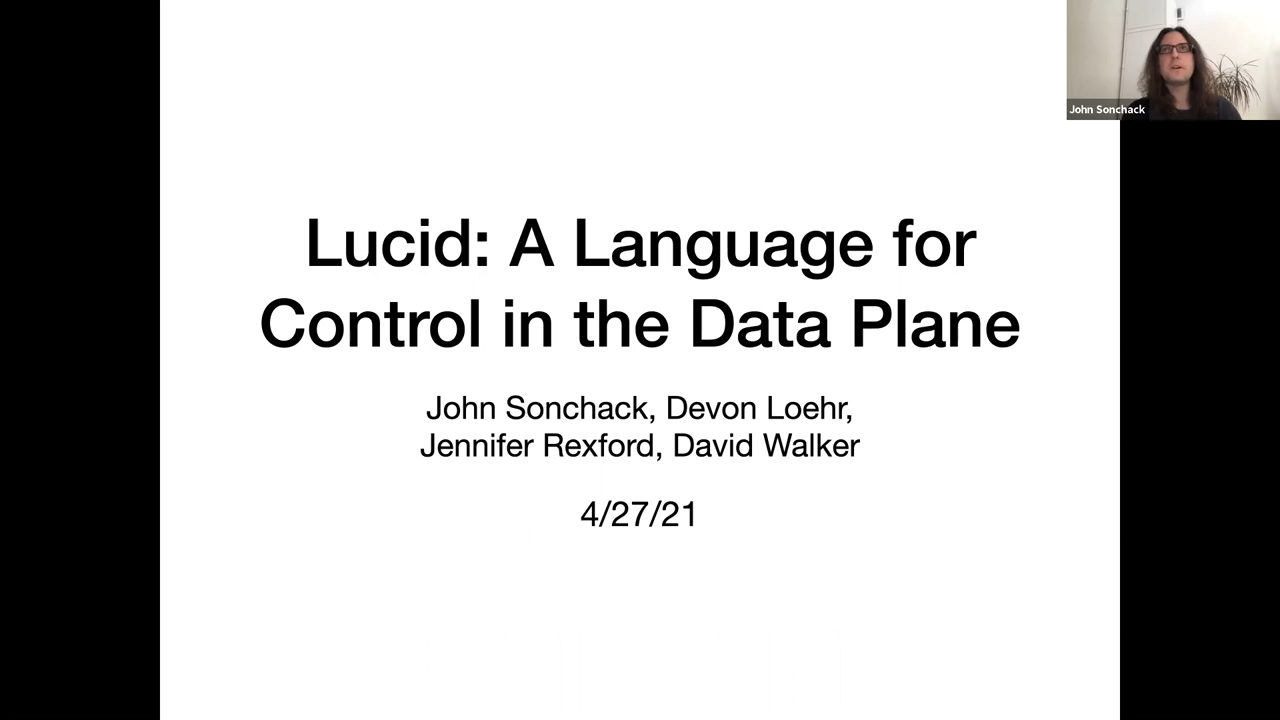 John Sonchack
Lucid: A Language for
Control in the Data Plane
John Sonchack, Devon Loehr,
Jennifer Rexford, David Walker
4/27/21